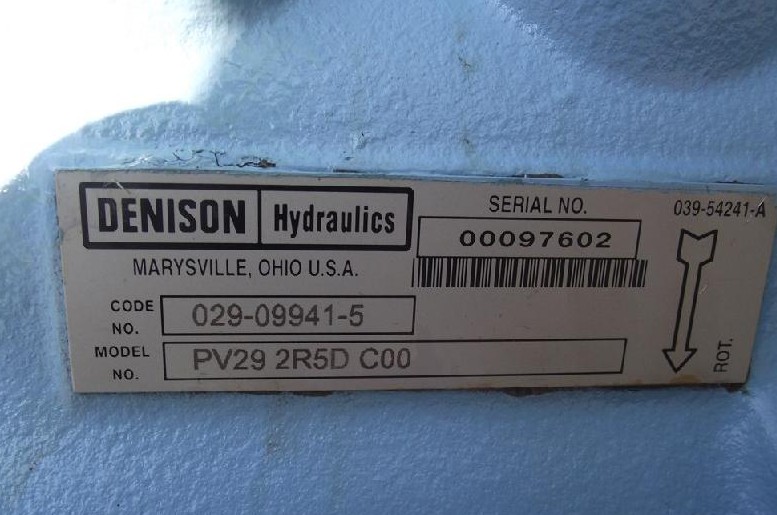 DENISON Hydraulics
MARYSVILLE, OHIO U.S.A.
SERIAL NO.
00097602
039-54241-A
CODE NO. 029-09941-5
MODEL NO. PV29 2R5D C00
ROT.